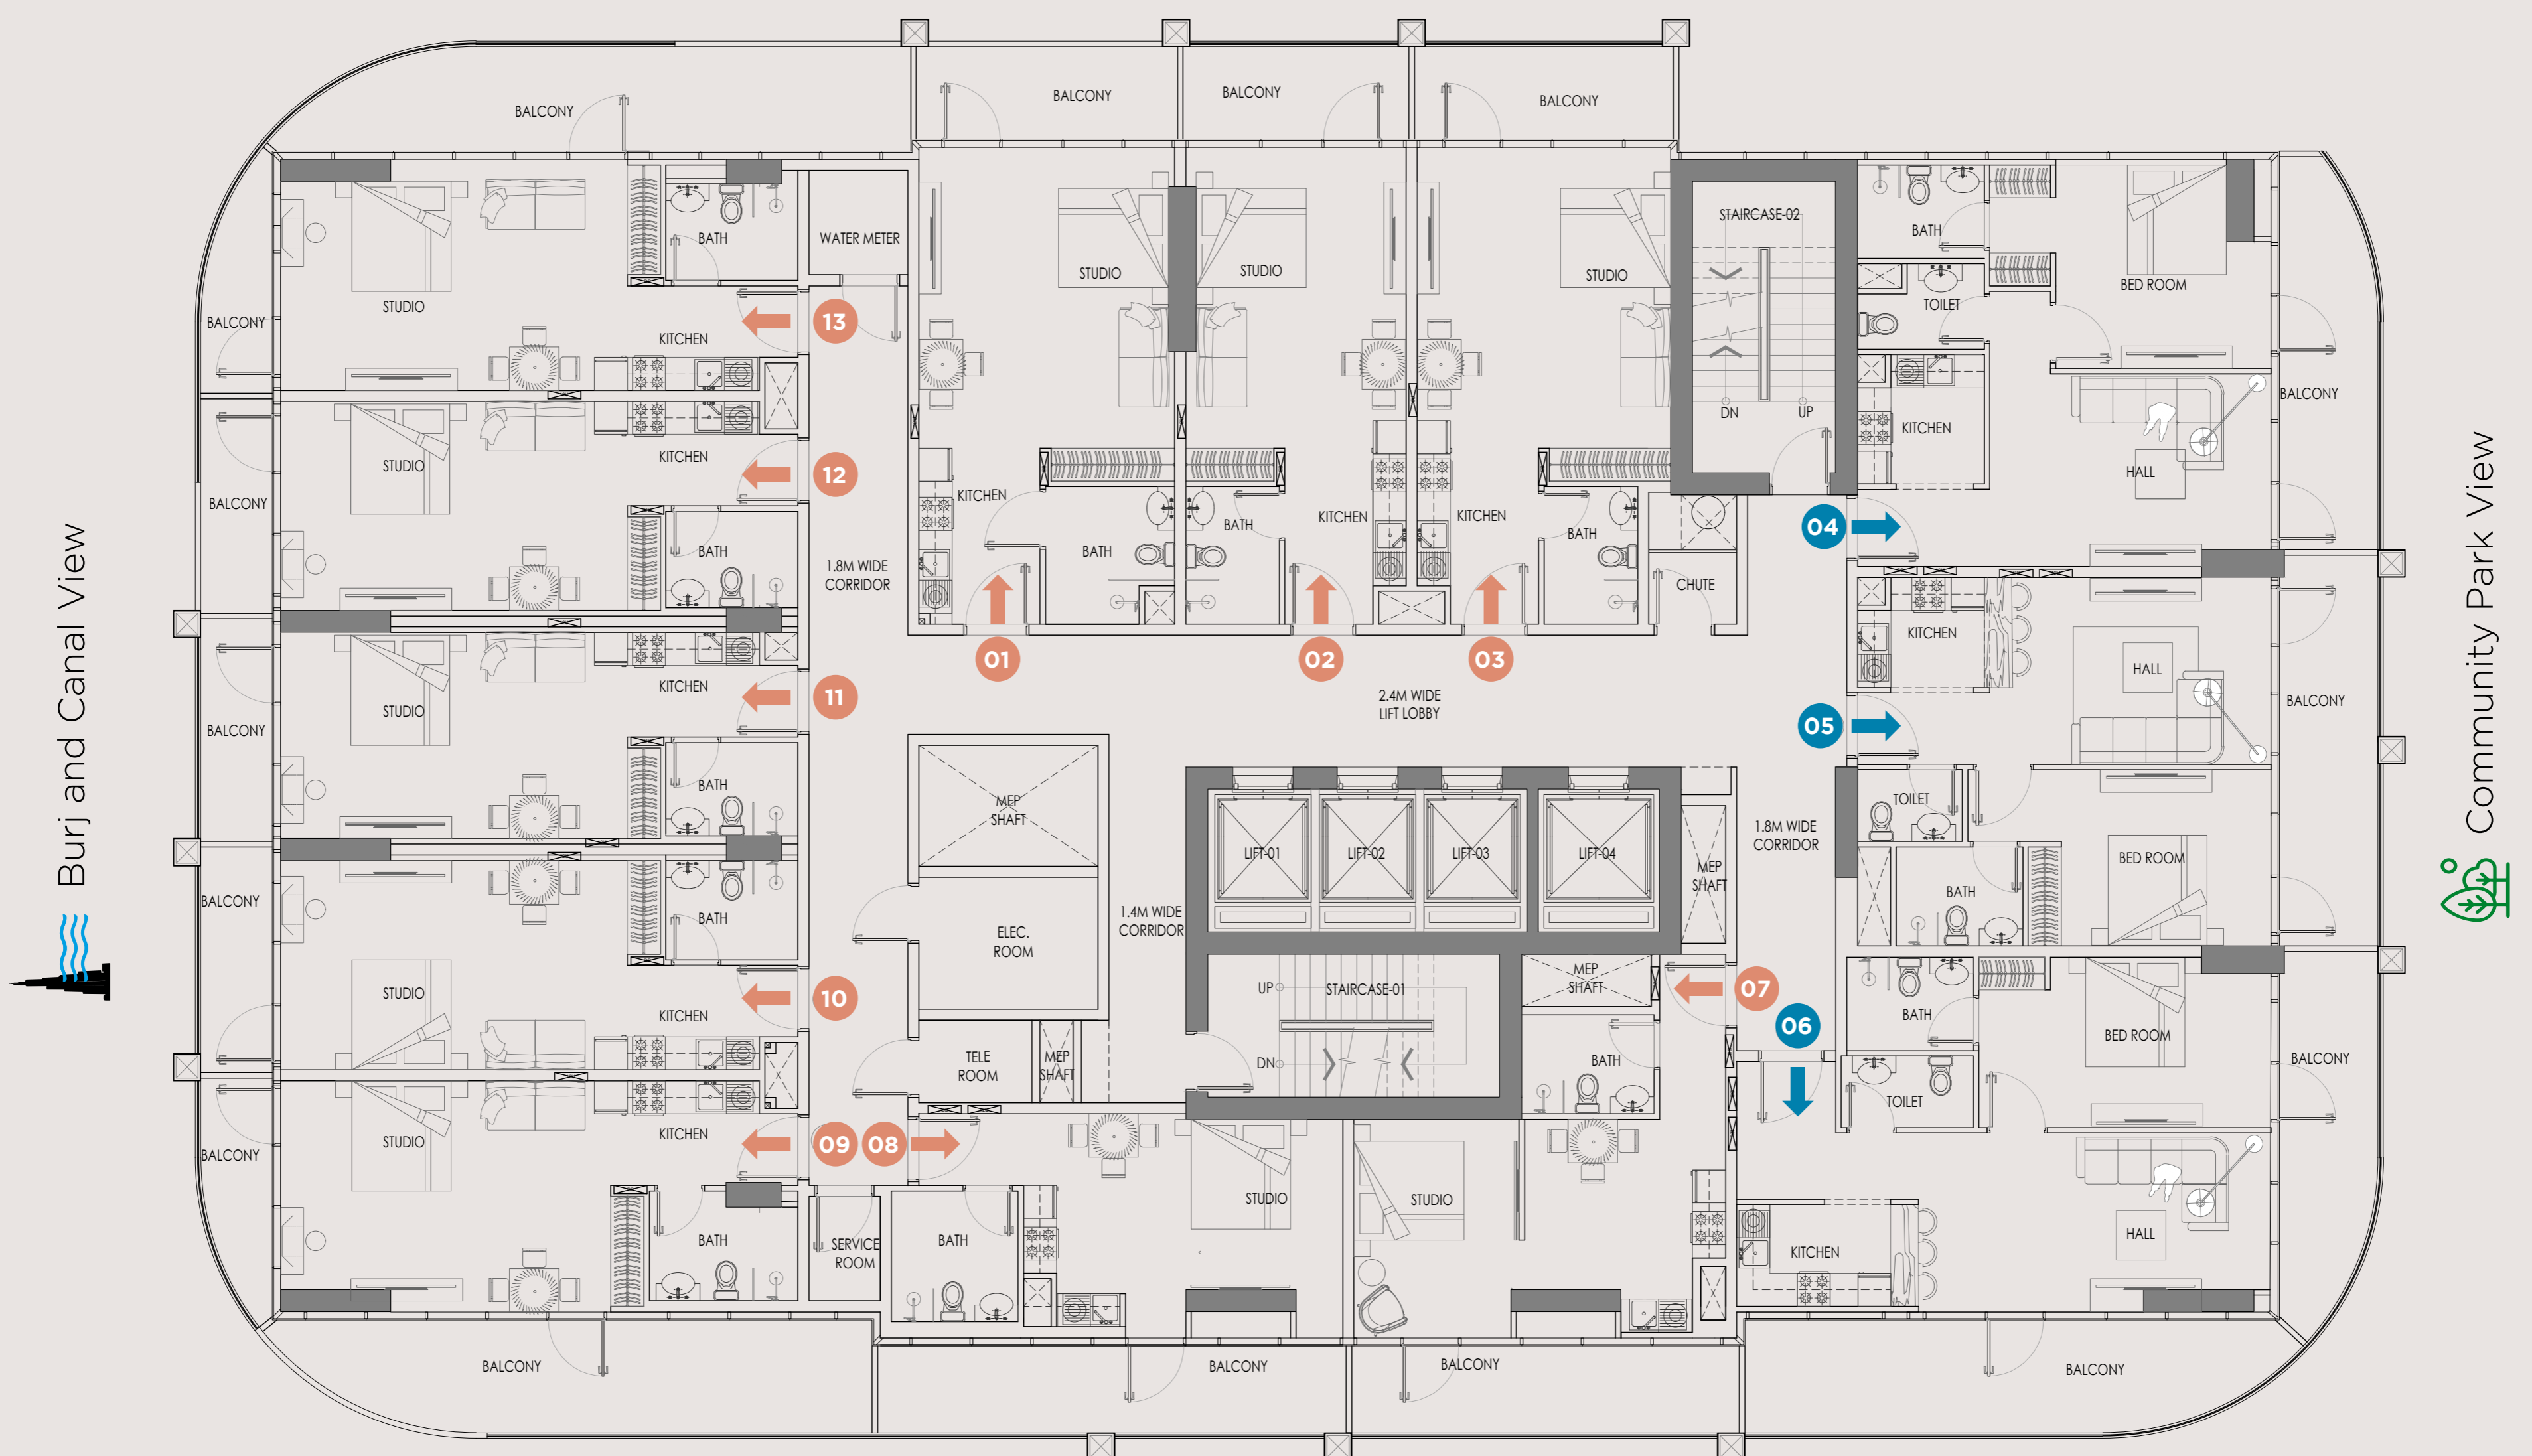 BALCONY
BALCONY
BALCONY
BALCONY
STAIRCASE-02
BATH
WATER METER
BATH
STUDIO
STUDIO
STUDIO
STUDIO
BED ROOM
TOILET
BALCONY
13
KITCHEN
DN
UP
BALCONY
KITCHEN
HALL
STUDIO
KITCHEN
12
BALCONY
KITCHEN
KITCHEN
KITCHEN
BATH
BATH
BATH
BATH
04
1.8M WIDE
CORRIDOR
CHUTE
KITCHEN
01
02
03
HALL
STUDIO
KITCHEN
11
2.4M WIDE
LIFT LOBBY
BALCONY
05
BALCONY
BATH
MEP
SHAFT
TOILET
1.8M WIDE
CORRIDOR
LIFT-01
LIFT-02
LIFT-03
LIFT-04
MEP
SHAFT
BED ROOM
BATH
BALCONY
BATH
1.4M WIDE
CORRIDOR
ELEC.
ROOM
STUDIO
KITCHEN
10
UP
STAIRCASE-01
MEP
SHAFT
07
06
BATH
BED ROOM
DN
TELE
ROOM
MEP
SHAFT
BATH
TOILET
BALCONY
STUDIO
KITCHEN
09
08
BALCONY
STUDIO
STUDIO
BATH
SERVICE
ROOM
BATH
KITCHEN
HALL
BALCONY
BALCONY
BALCONY
BALCONY
Burj and Canal View
Community Park View